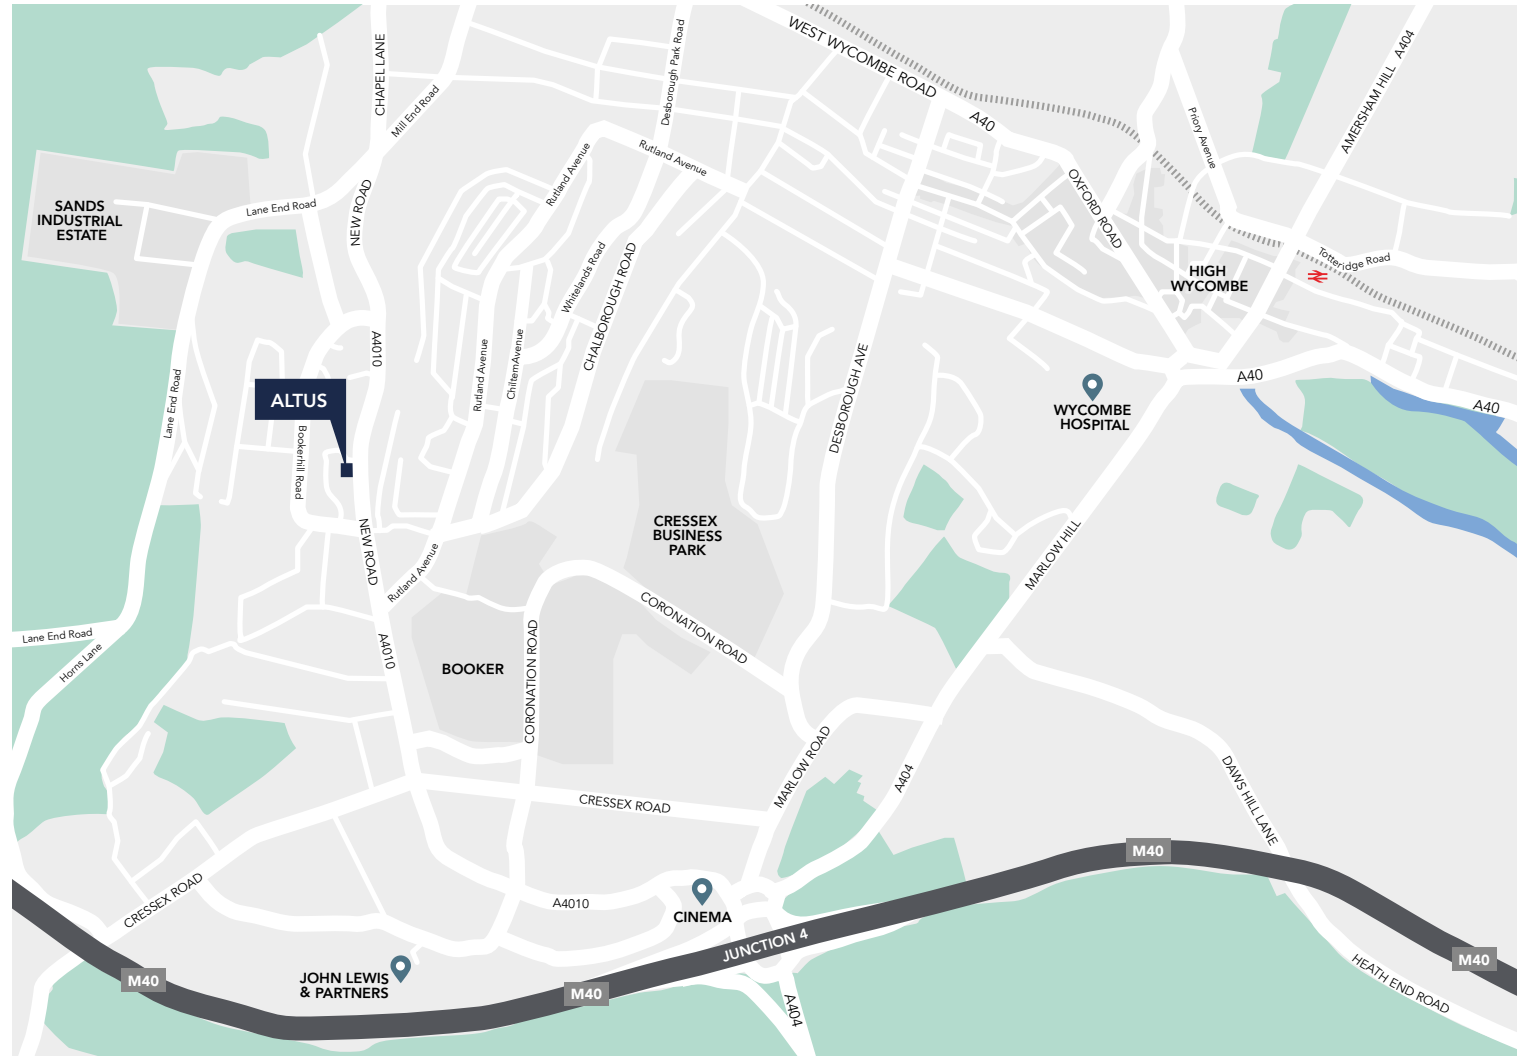 WEST WYCOMBE ROAD
A40
CHAPEL LANE
Mill End Road
Desborough Park Road
AMERSHAM HILL A404
Priory Avenue
Rutland Avenue
Rutland Avenue
OXFORD ROAD
NEW ROAD
Lane End Road
SANDS
INDUSTRIAL
ESTATE
Whitelands Road
CHALBOROUGH ROAD
Totteridge Road
HIGH
WYCOMBE
A4010
Rutland Avenue
Chiltern Avenue
DESBOROUGH AVE
A40
A40
ALTUS
Lane End Road
Bookerhill Road
WYCOMBE
HOSPITAL
NEW ROAD
Rutland Avenue
CRESSEX
BUSINESS
PARK
MARLOW HILL
Lane End Road
Horns Lane
A4010
BOOKER
CORONATION ROAD
CORONATION ROAD
MARLOW ROAD
A404
DAWS HILL LANE
CRESSEX ROAD
M40
CRESSEX ROAD
A4010
CINEMA
JUNCTION 4
M40
JOHN LEWIS
& PARTNERS
M40
M40
HEATH END ROAD
A404